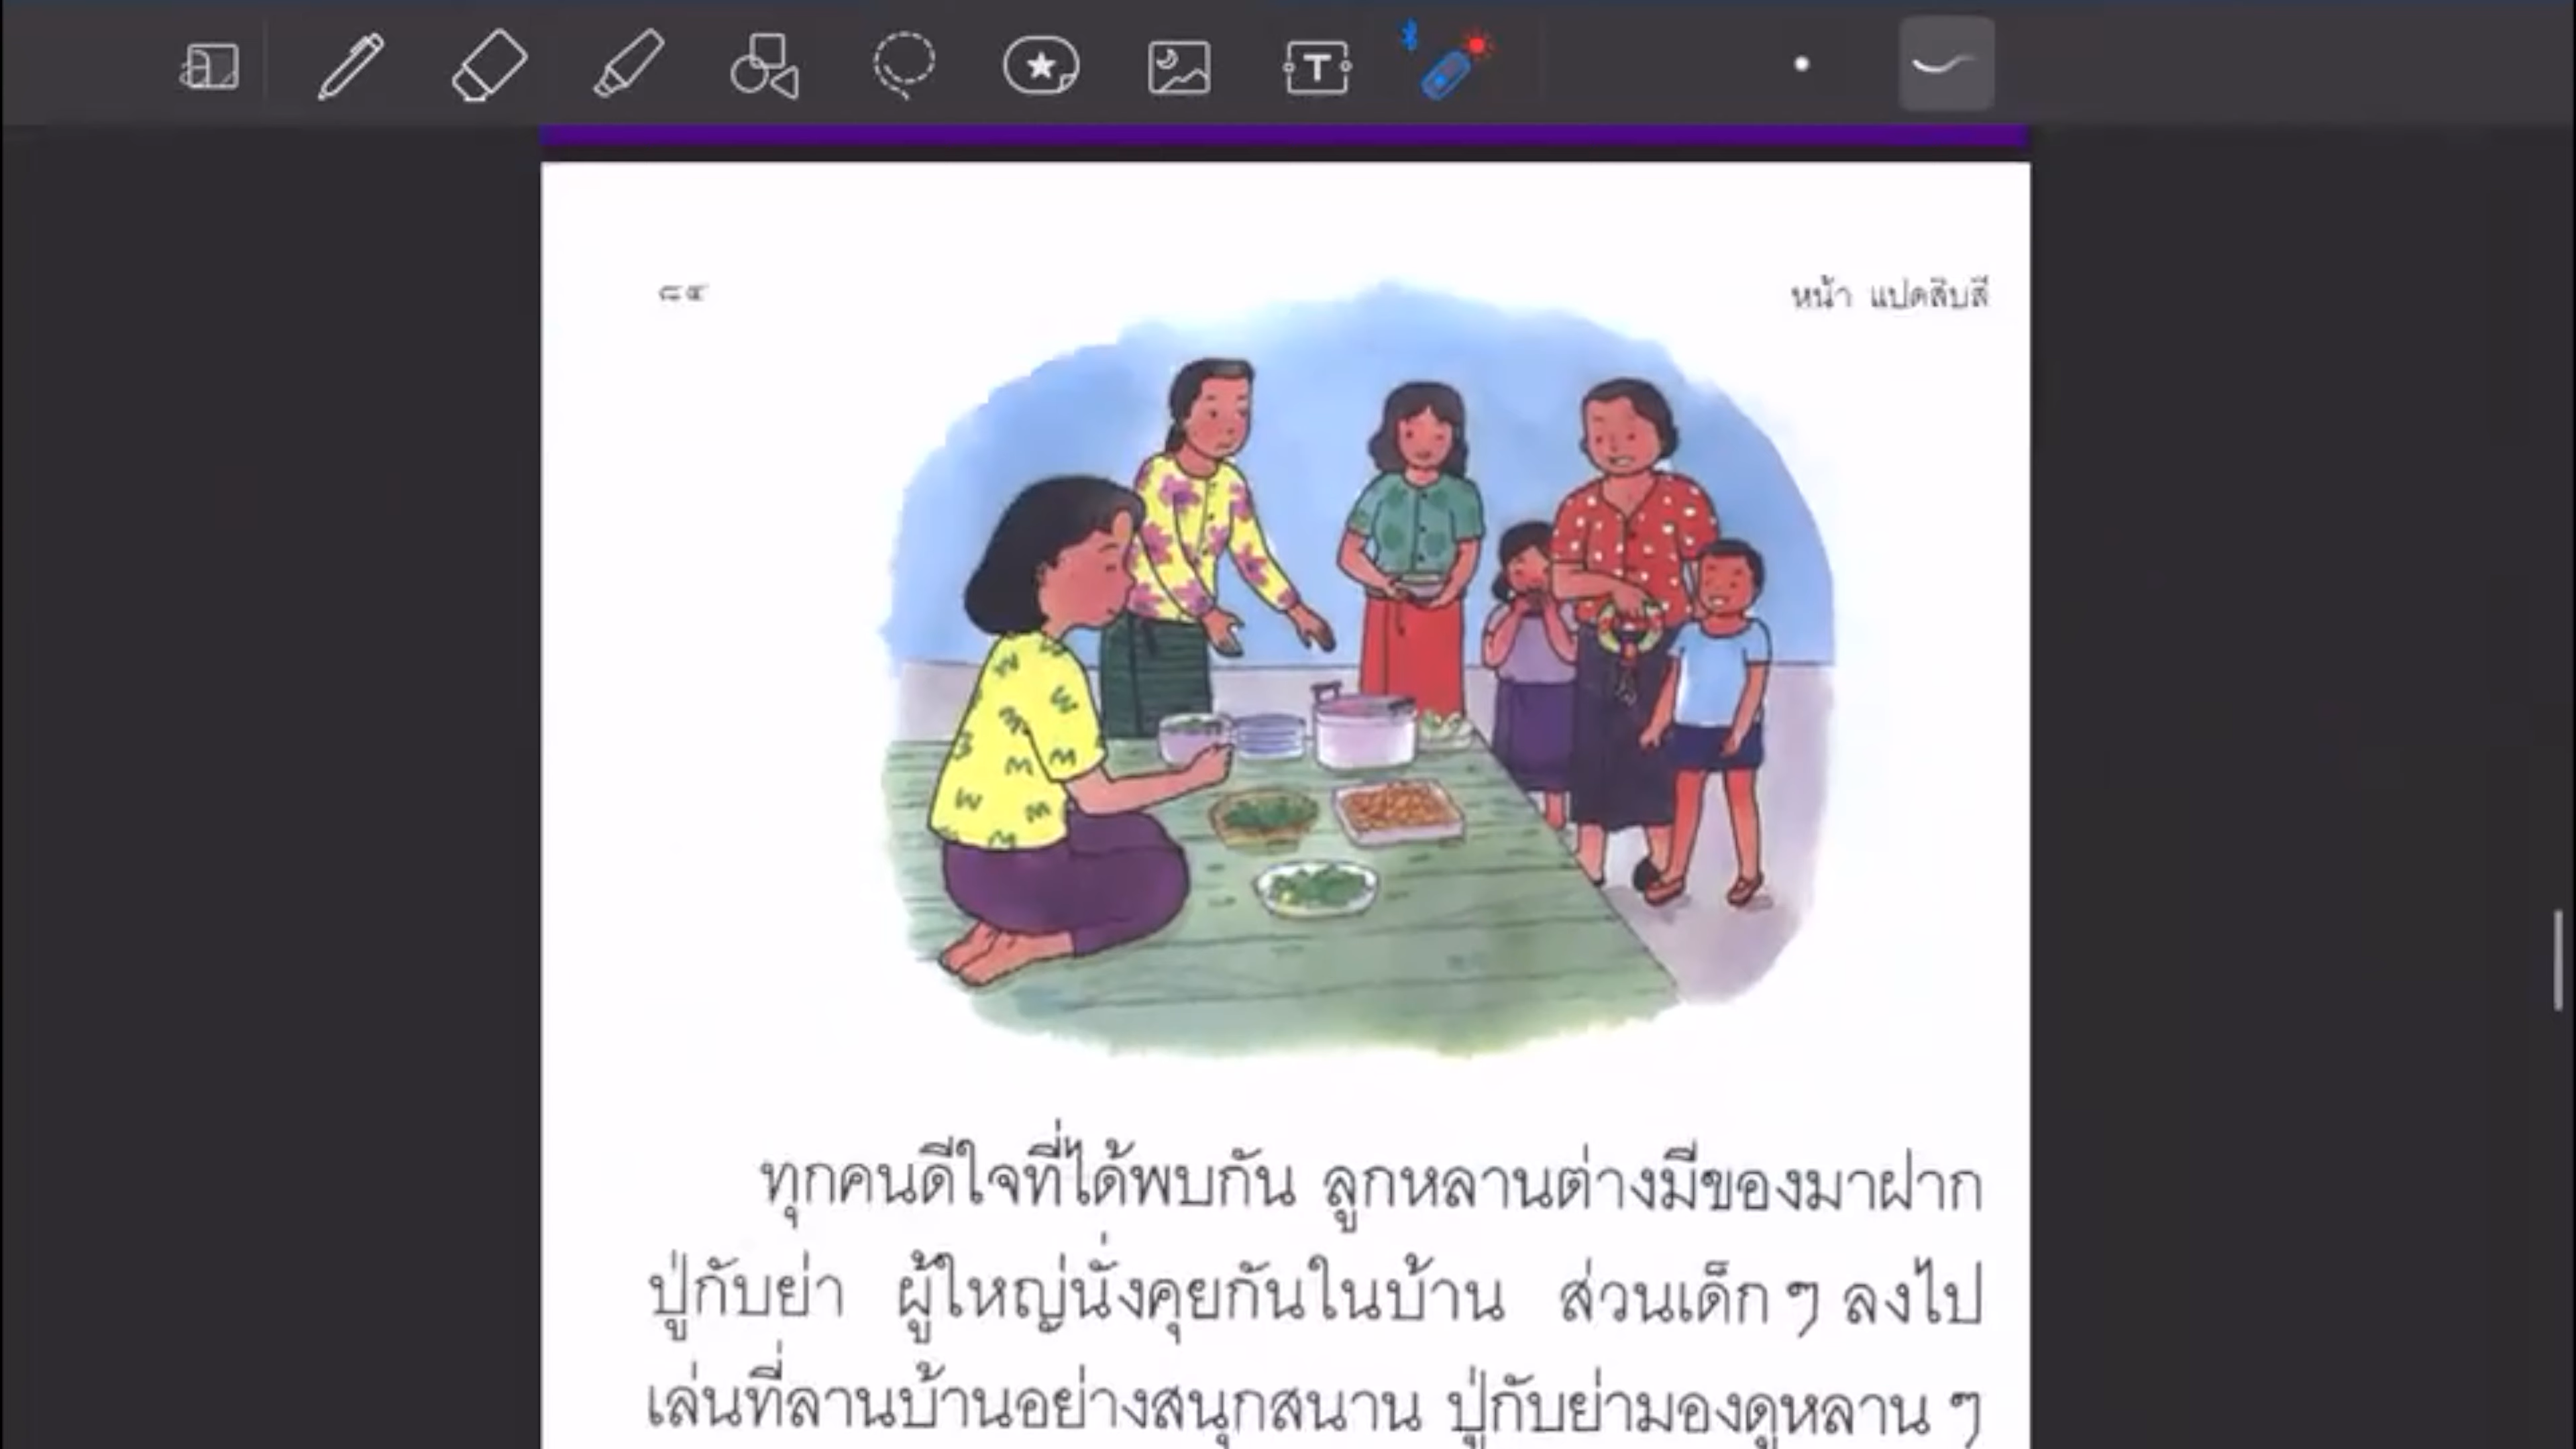 ๘๔
หน้า แปดสิบสี่
ทุกคนดีใจที่ได้พบกัน ลูกหลานต่างมีของมาฝาก
ปู่กับย่า ผู้ใหญ่นั่งคุยกันในบ้าน ส่วนเด็ก ๆ ลงไป
เล่นที่ลานบ้านอย่างสนุกสนาน ปู่กับย่ามองดูหลาน ๆ